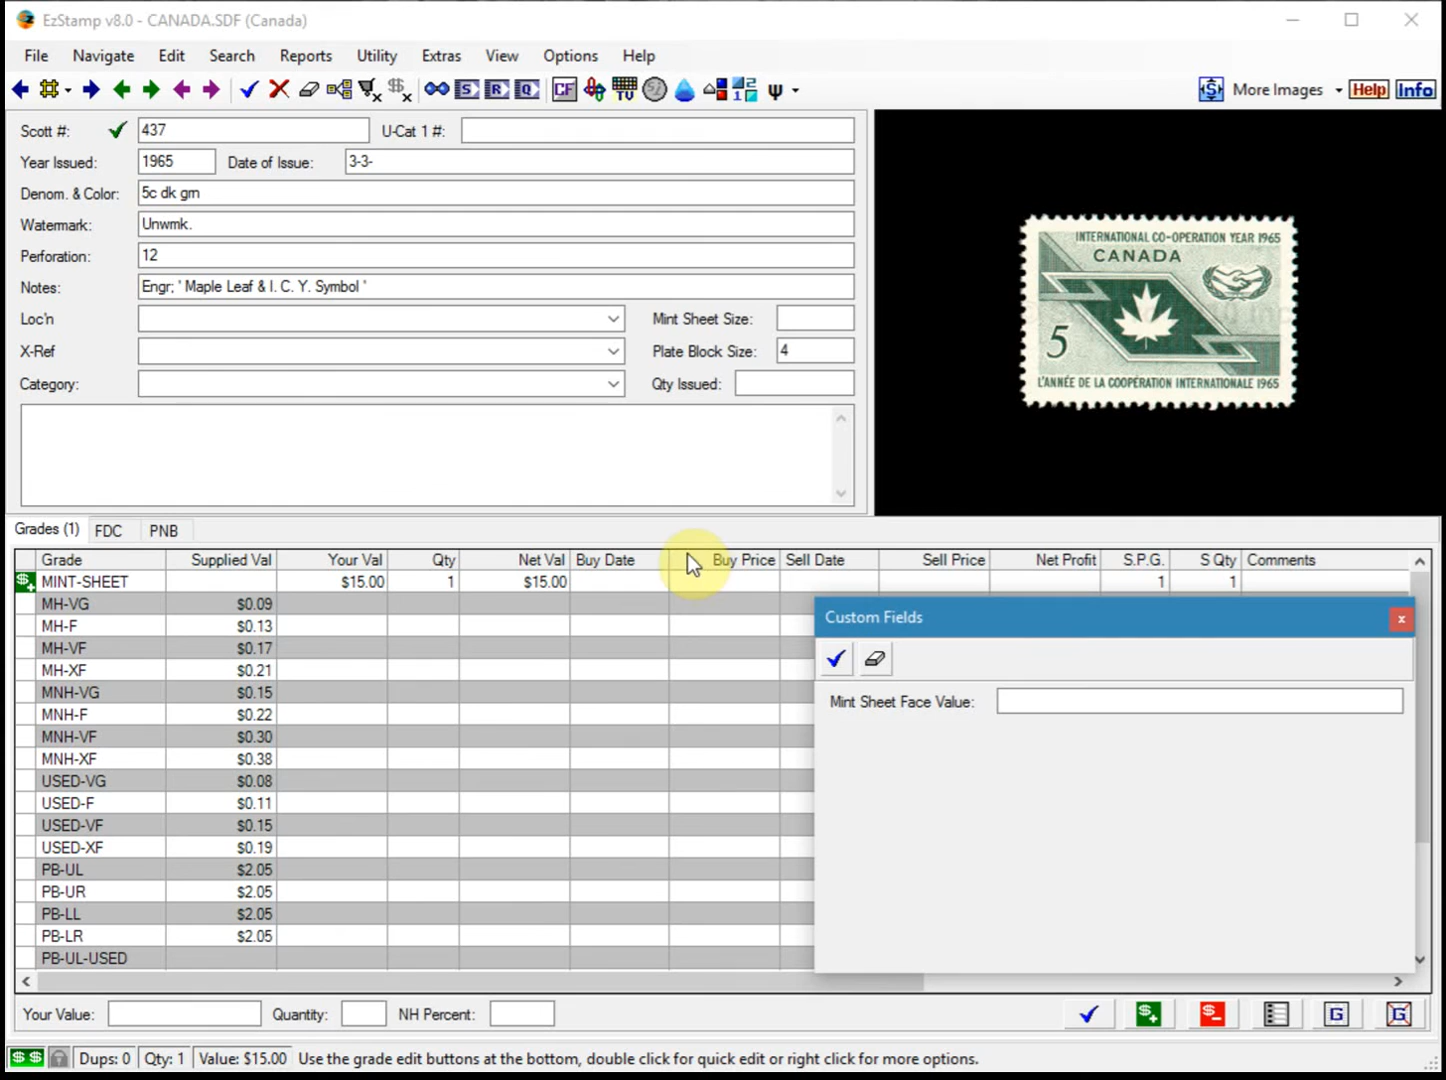 EzStamp v8.0 - CANADA.SDF (Canada)
File Navigate Edit Search Reports Utility Extras View Options Help
S R Q CF TV More Images Help Info
Scott #: 437 U-Cat 1 #:
Year Issued: 1965 Date of Issue: 3-3-
Denom. & Color: 5c dk grn
Watermark: Unwmk.
Perforation: 12
Notes: Engr; ' Maple Leaf & I. C. Y. Symbol '
Loc'n Mint Sheet Size:
X-Ref Plate Block Size: 4
Category: Qty Issued:
INTERNATIONAL CO-OPERATION YEAR 1965
CANADA
5
L'ANNÉE DE LA COOPÉRATION INTERNATIONALE 1965
Grades (1) FDC PNB
Grade Supplied Val Your Val Qty Net Val Buy Date Buy Price Sell Date Sell Price Net Profit S.P.G. S Qty Comments
MINT-SHEET $15.00 1 $15.00 1 1
MH-VG $0.09
MH-F $0.13
MH-VF $0.17
MH-XF $0.21
MNH-VG $0.15
MNH-F $0.22
MNH-VF $0.30
MNH-XF $0.38
USED-VG $0.08
USED-F $0.11
USED-VF $0.15
USED-XF $0.19
PB-UL $2.05
PB-UR $2.05
PB-LL $2.05
PB-LR $2.05
PB-UL-USED
Custom Fields
Mint Sheet Face Value:
Your Value: Quantity: NH Percent:
Dups: 0 Qty: 1 Value: $15.00 Use the grade edit buttons at the bottom, double click for quick edit or right click for more options.